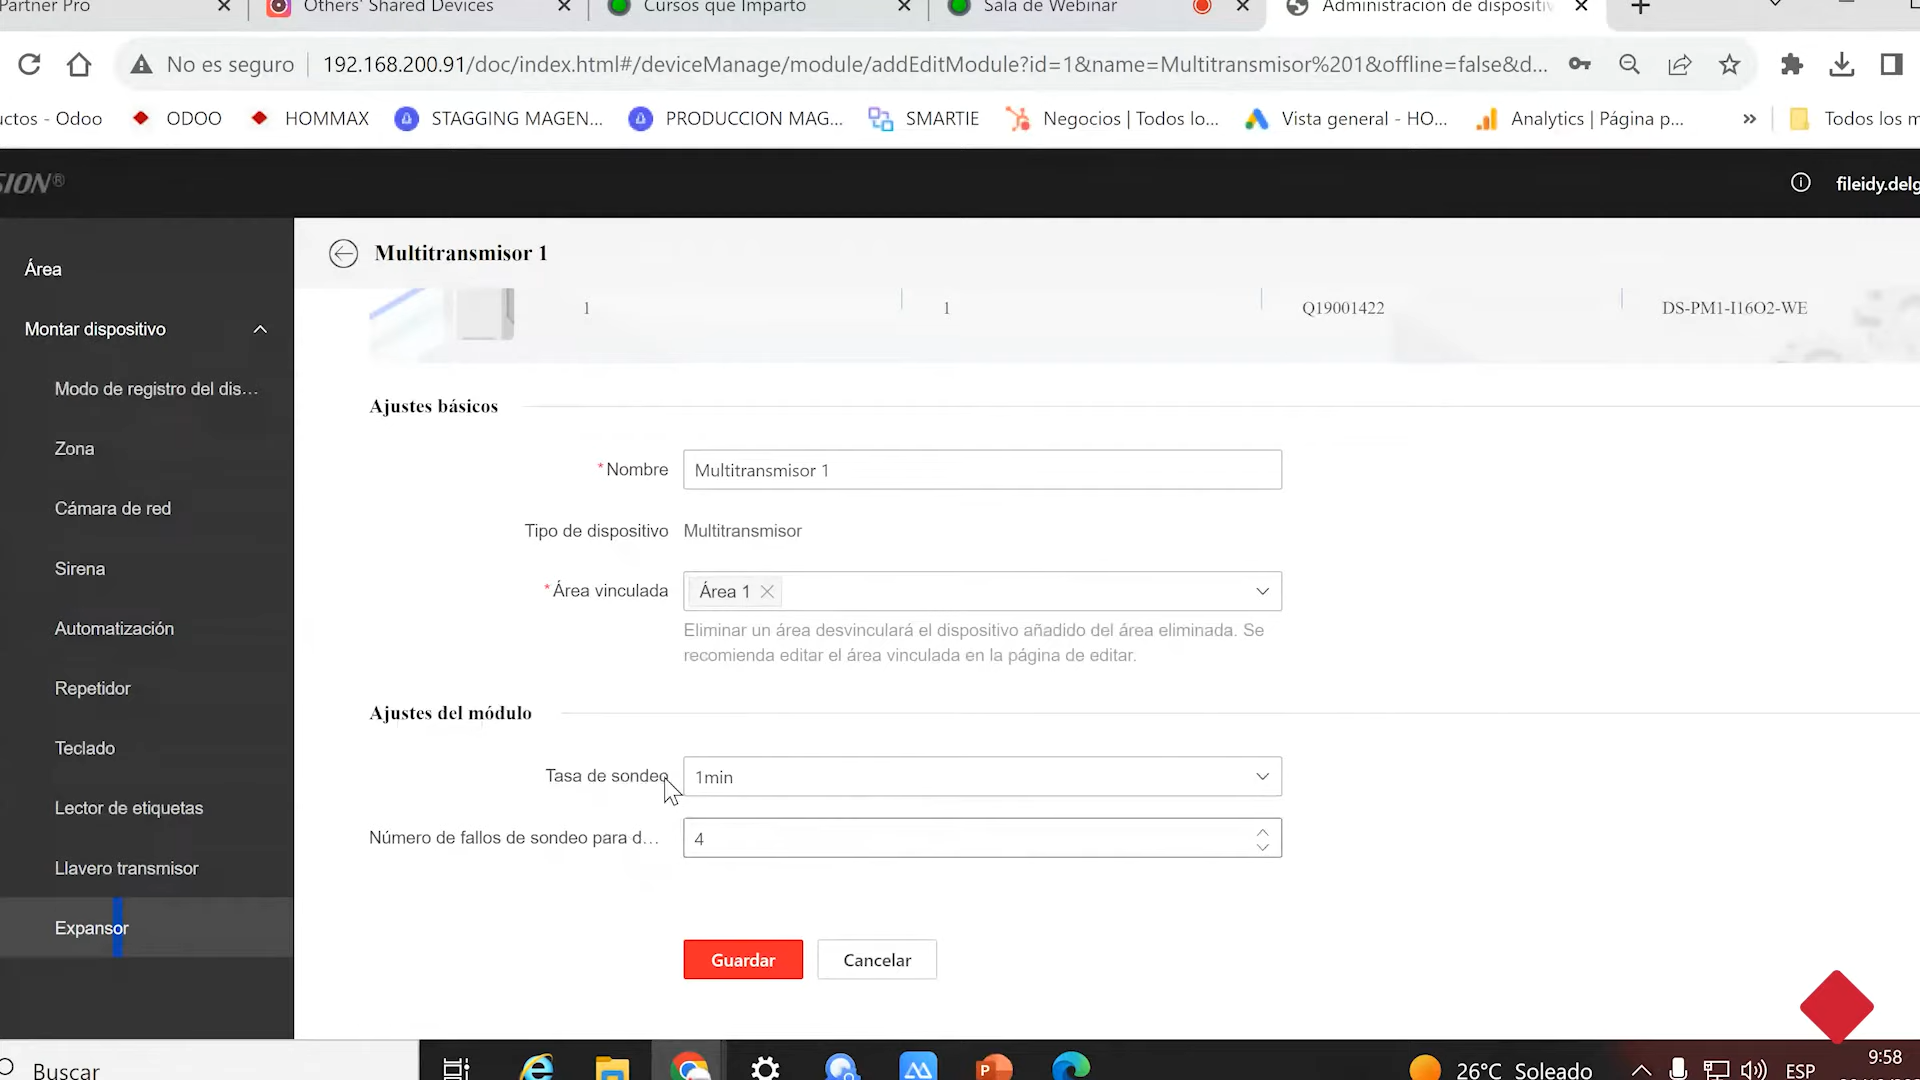 Partner Pro
Others' Shared Devices
Cursos que Imparto
Sala de Webinar
Administración de dispositiv
No es seguro
192.168.200.91/doc/index.html#/deviceManage/module/addEditModule?id=1&name=Multitransmisor%201&offline=false&d...
uctos - Odoo
ODOO
HOMMAX
STAGGING MAGEN...
PRODUCCION MAG...
SMARTIE
Negocios | Todos lo...
Vista general - HO...
Analytics | Página p...
»
Todos los m
SION®
fileidy.delg
Área
Montar dispositivo
Modo de registro del dis...
Zona
Cámara de red
Sirena
Automatización
Repetidor
Teclado
Lector de etiquetas
Llavero transmisor
Expansor
Multitransmisor 1
1
1
Q19001422
DS-PM1-I16O2-WE
Ajustes básicos
*Nombre
Multitransmisor 1
Tipo de dispositivo
Multitransmisor
*Área vinculada
Área 1
Eliminar un área desvinculará el dispositivo añadido del área eliminada. Se
recomienda editar el área vinculada en la página de editar.
Ajustes del módulo
Tasa de sondeo
1min
Número de fallos de sondeo para d...
4
Guardar
Cancelar
Buscar
26°C Soleado
ESP
9:58